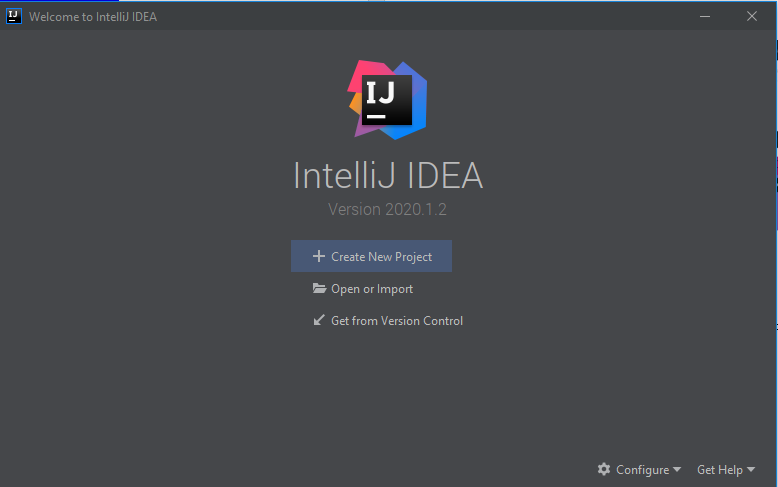 Welcome to IntelliJ IDEA
IJ
IntelliJ IDEA
Version 2020.1.2
Create New Project
Open or Import
Get from Version Control
Configure
Get Help